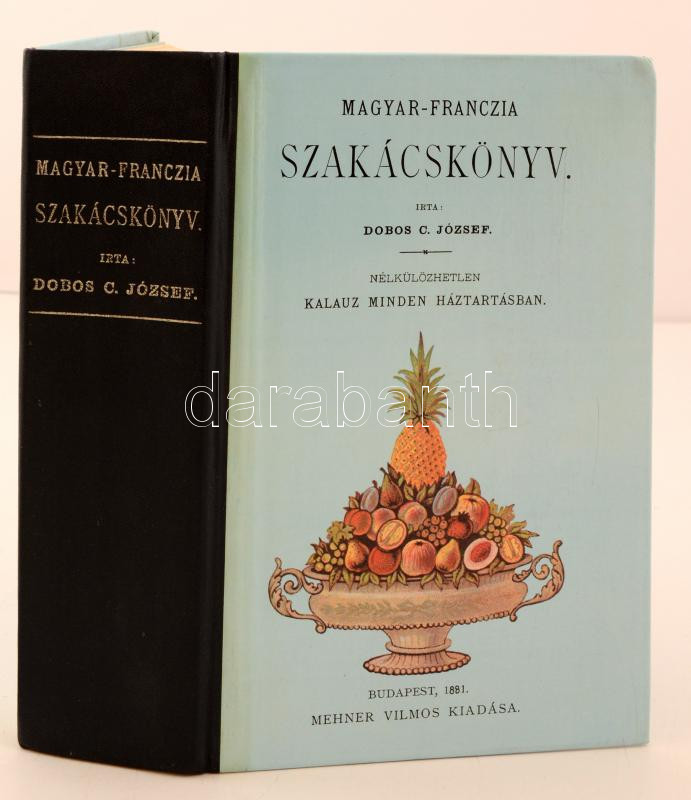 MAGYAR-FRANCZIA
SZAKÁCSKÖNYV.
IRTA:
DOBOS C. JÓZSEF.
MAGYAR-FRANCZIA
SZAKÁCSKÖNYV.
IRTA:
DOBOS C. JÓZSEF.
NÉLKÜLÖZHETLEN
KALAUZ MINDEN HÁZTARTÁSBAN.
darabanth
BUDAPEST, 1881.
MEHNER VILMOS KIADÁSA.